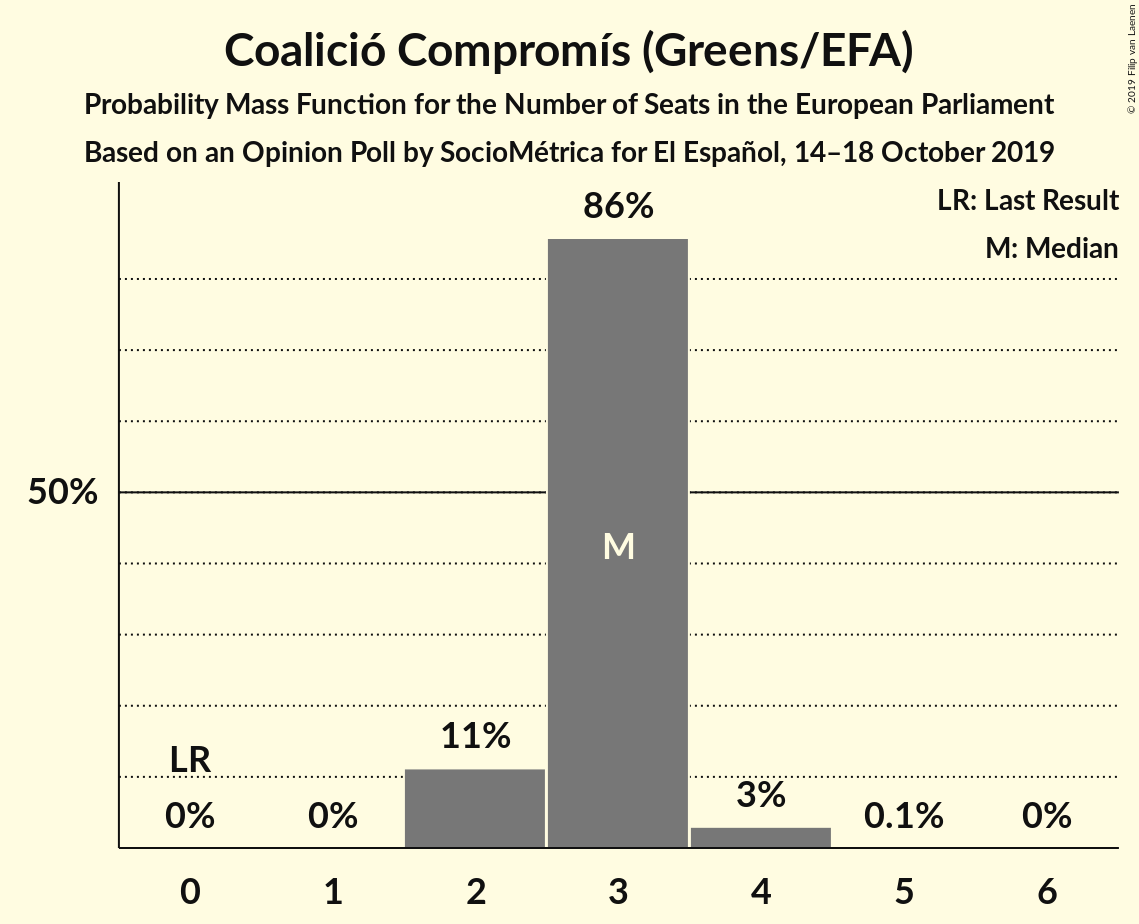 Coalició Compromís (Greens/EFA)
Probability Mass Function for the Number of Seats in the European Parliament
Based on an Opinion Poll by SocioMétrica for El Español, 14–18 October 2019
© 2019 Filip van Laenen
LR: Last Result
M: Median
86%
50%
M
11%
LR
3%
0%
0%
0.1%
0%
0 1 2 3 4 5 6